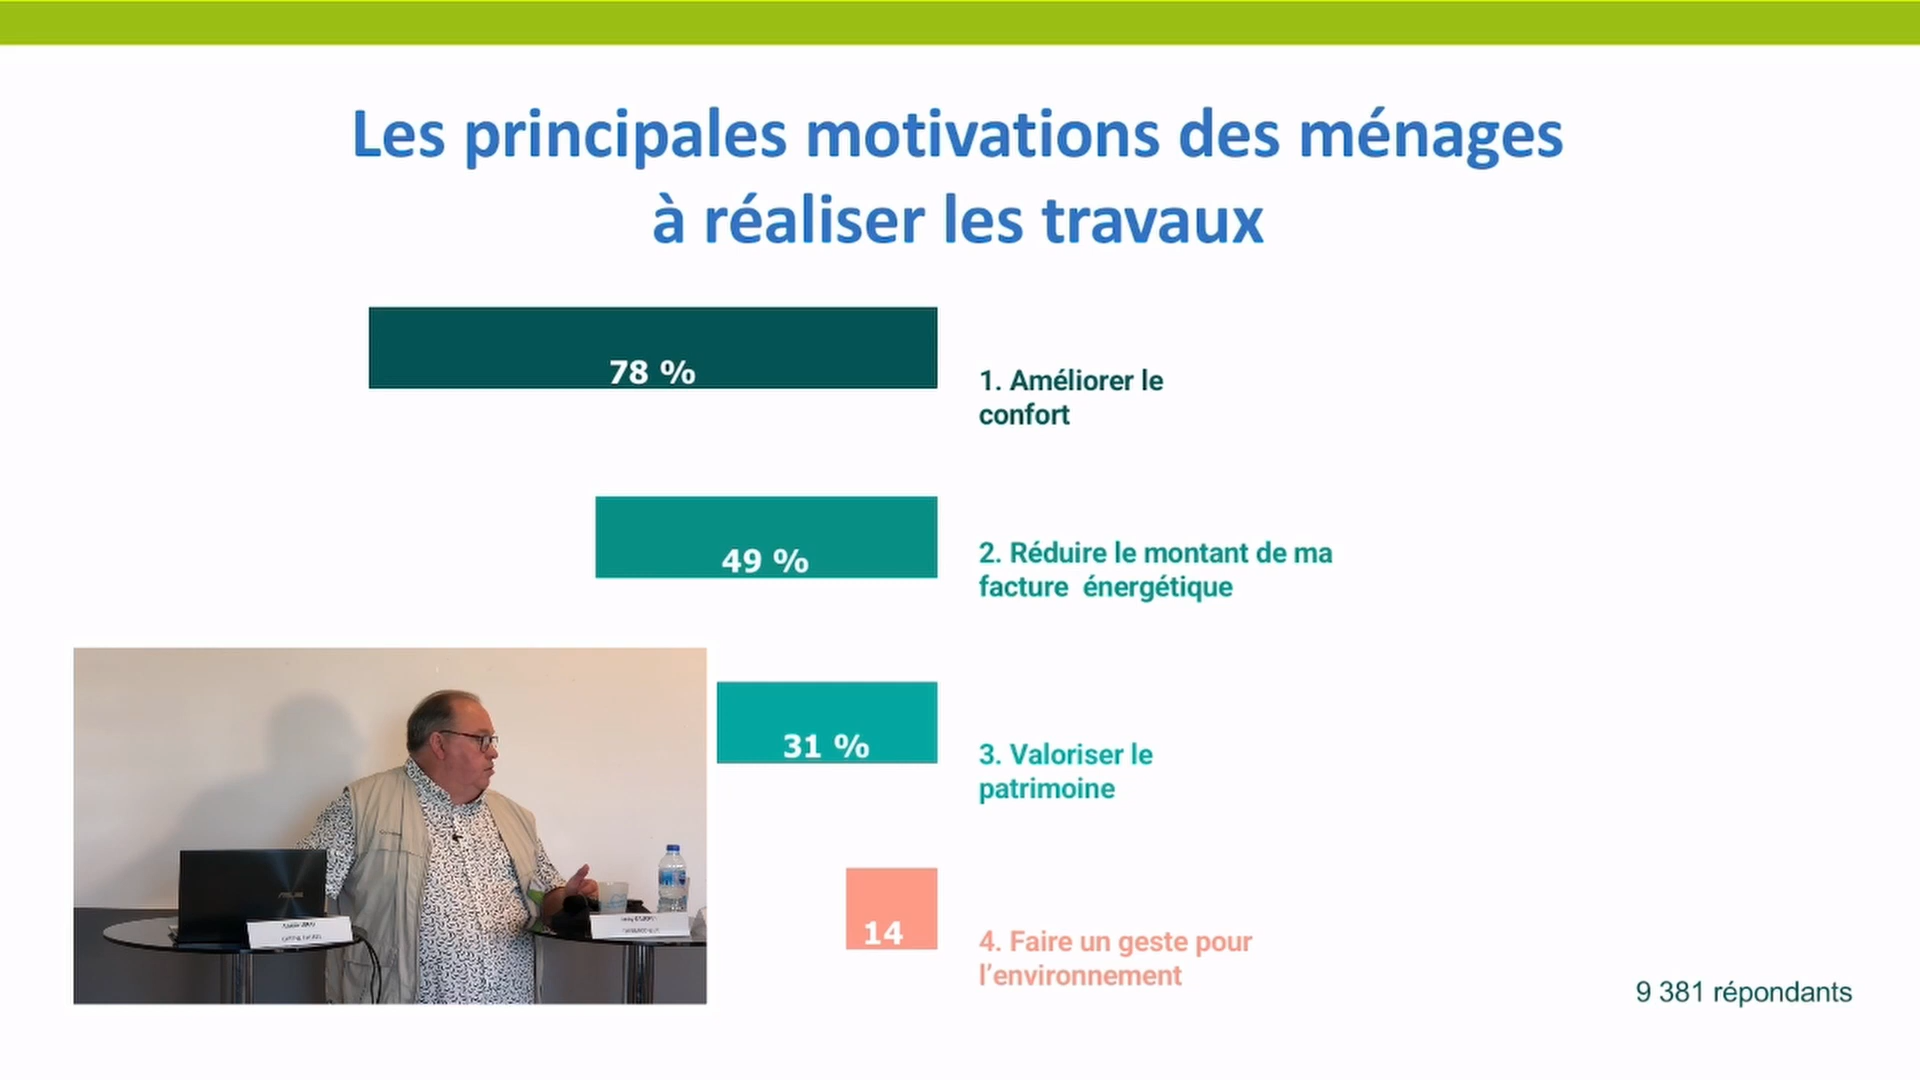 Les principales motivations des ménages
à réaliser les travaux
78 %
1. Améliorer le
confort
49 %
2. Réduire le montant de ma
facture énergétique
31 %
3. Valoriser le
patrimoine
14
4. Faire un geste pour
l'environnement
9 381 répondants
ASUS